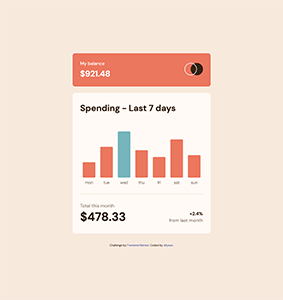 My balance
$921.48
Spending - Last 7 days
mon tue wed thu fri sat sun
Total this month
$478.33
+2.4%
from last month
Challenge by Frontend Mentor. Coded by